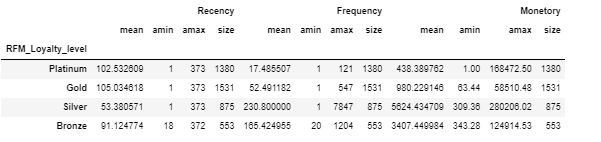 Recency Frequency Monetory
mean amin amax size mean amin amax size mean amin amax size
RFM_Loyalty_level
Platinum 102.532609 1 373 1380 17.485507 1 121 1380 438.389762 1.00 168472.50 1380
Gold 105.034618 1 373 1531 52.491182 1 547 1531 980.229146 63.44 58510.48 1531
Silver 53.380571 1 373 875 230.800000 1 7847 875 5624.434709 309.36 280206.02 875
Bronze 91.124774 18 372 553 165.424955 20 1204 553 3407.449984 343.28 124914.53 553